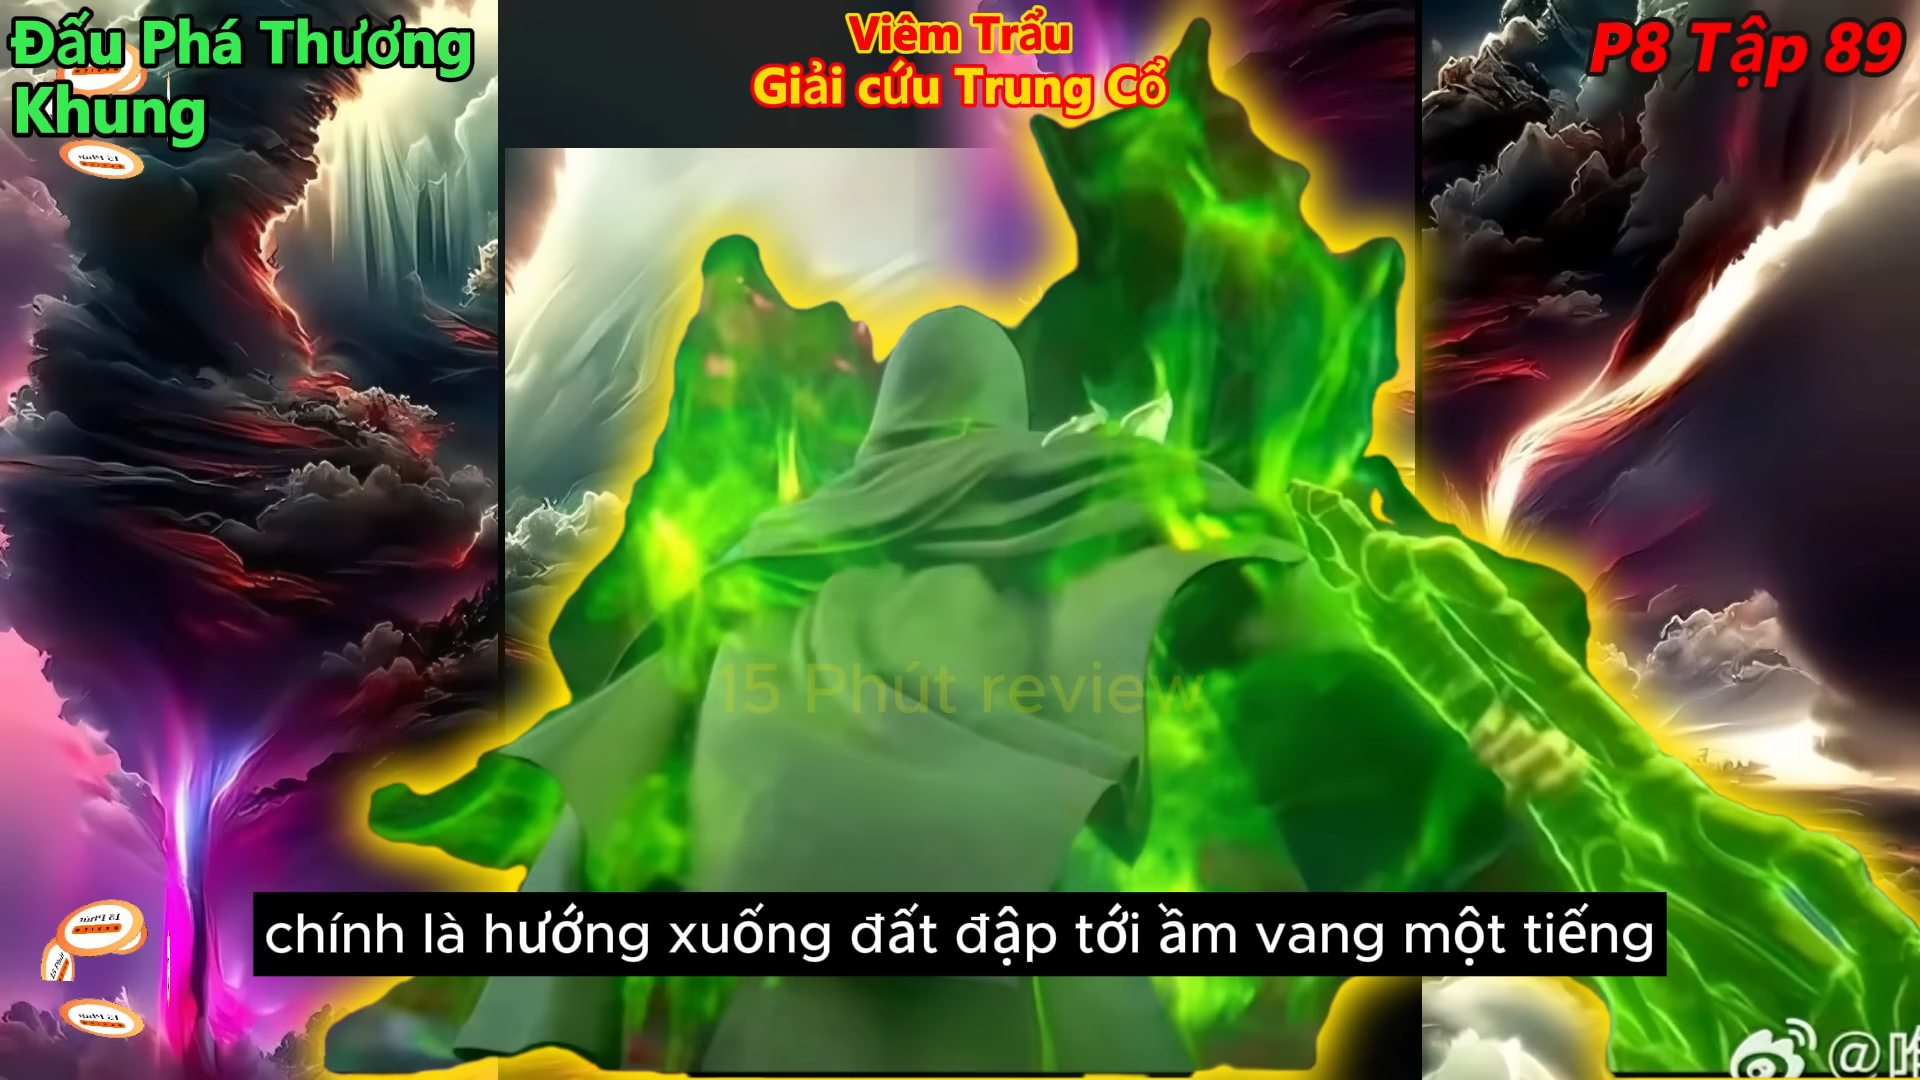 Đấu Phá Thương
Khung
Viêm Trẩu
Giải cứu Trung Cổ
P8 Tập 89
15 Phút review
chính là hướng xuống đất đập tới ầm vang một tiếng